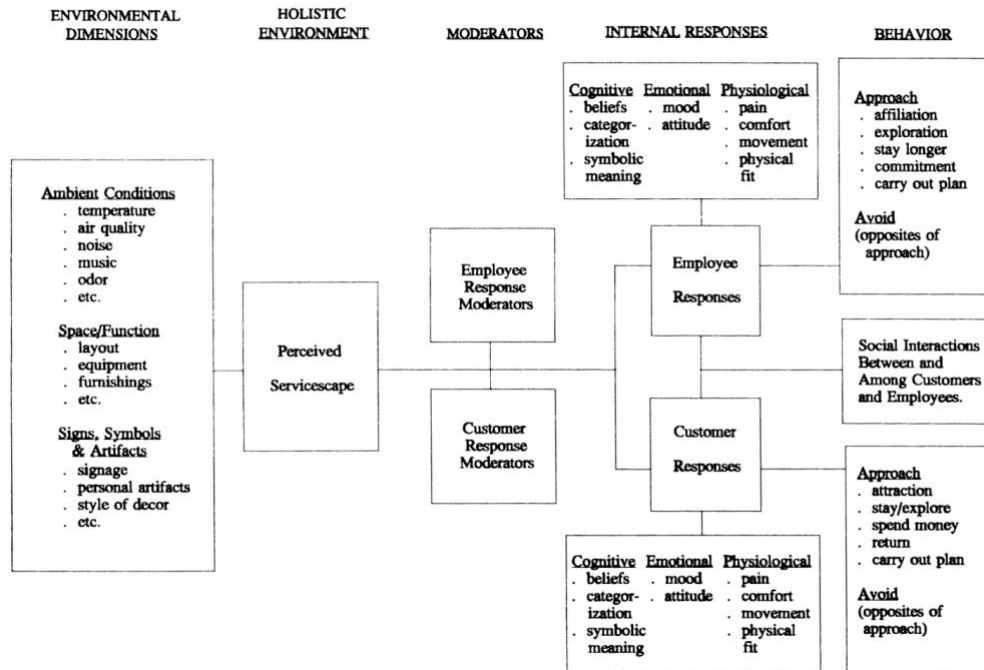 ENVIRONMENTAL
DIMENSIONS
HOLISTIC
ENVIRONMENT
MODERATORS
INTERNAL RESPONSES
BEHAVIOR
Ambient Conditions
. temperature
. air quality
. noise
. music
. odor
. etc.
Space/Function
. layout
. equipment
. furnishings
. etc.
Signs, Symbols
& Artifacts
. signage
. personal artifacts
. style of decor
. etc.
Perceived
Servicescape
Employee
Response
Moderators
Customer
Response
Moderators
Cognitive Emotional Physiological
. beliefs . mood . pain
. categor- . attitude . comfort
ization . movement
. symbolic . physical
meaning fit
Employee
Responses
Customer
Responses
Cognitive Emotional Physiological
. beliefs . mood . pain
. categor- . attitude . comfort
ization . movement
. symbolic . physical
meaning fit
Approach
. affiliation
. exploration
. stay longer
. commitment
. carry out plan
Avoid
(opposites of
approach)
Social Interactions
Between and
Among Customers
and Employees.
Approach
. attraction
. stay/explore
. spend money
. return
. carry out plan
Avoid
(opposites of
approach)